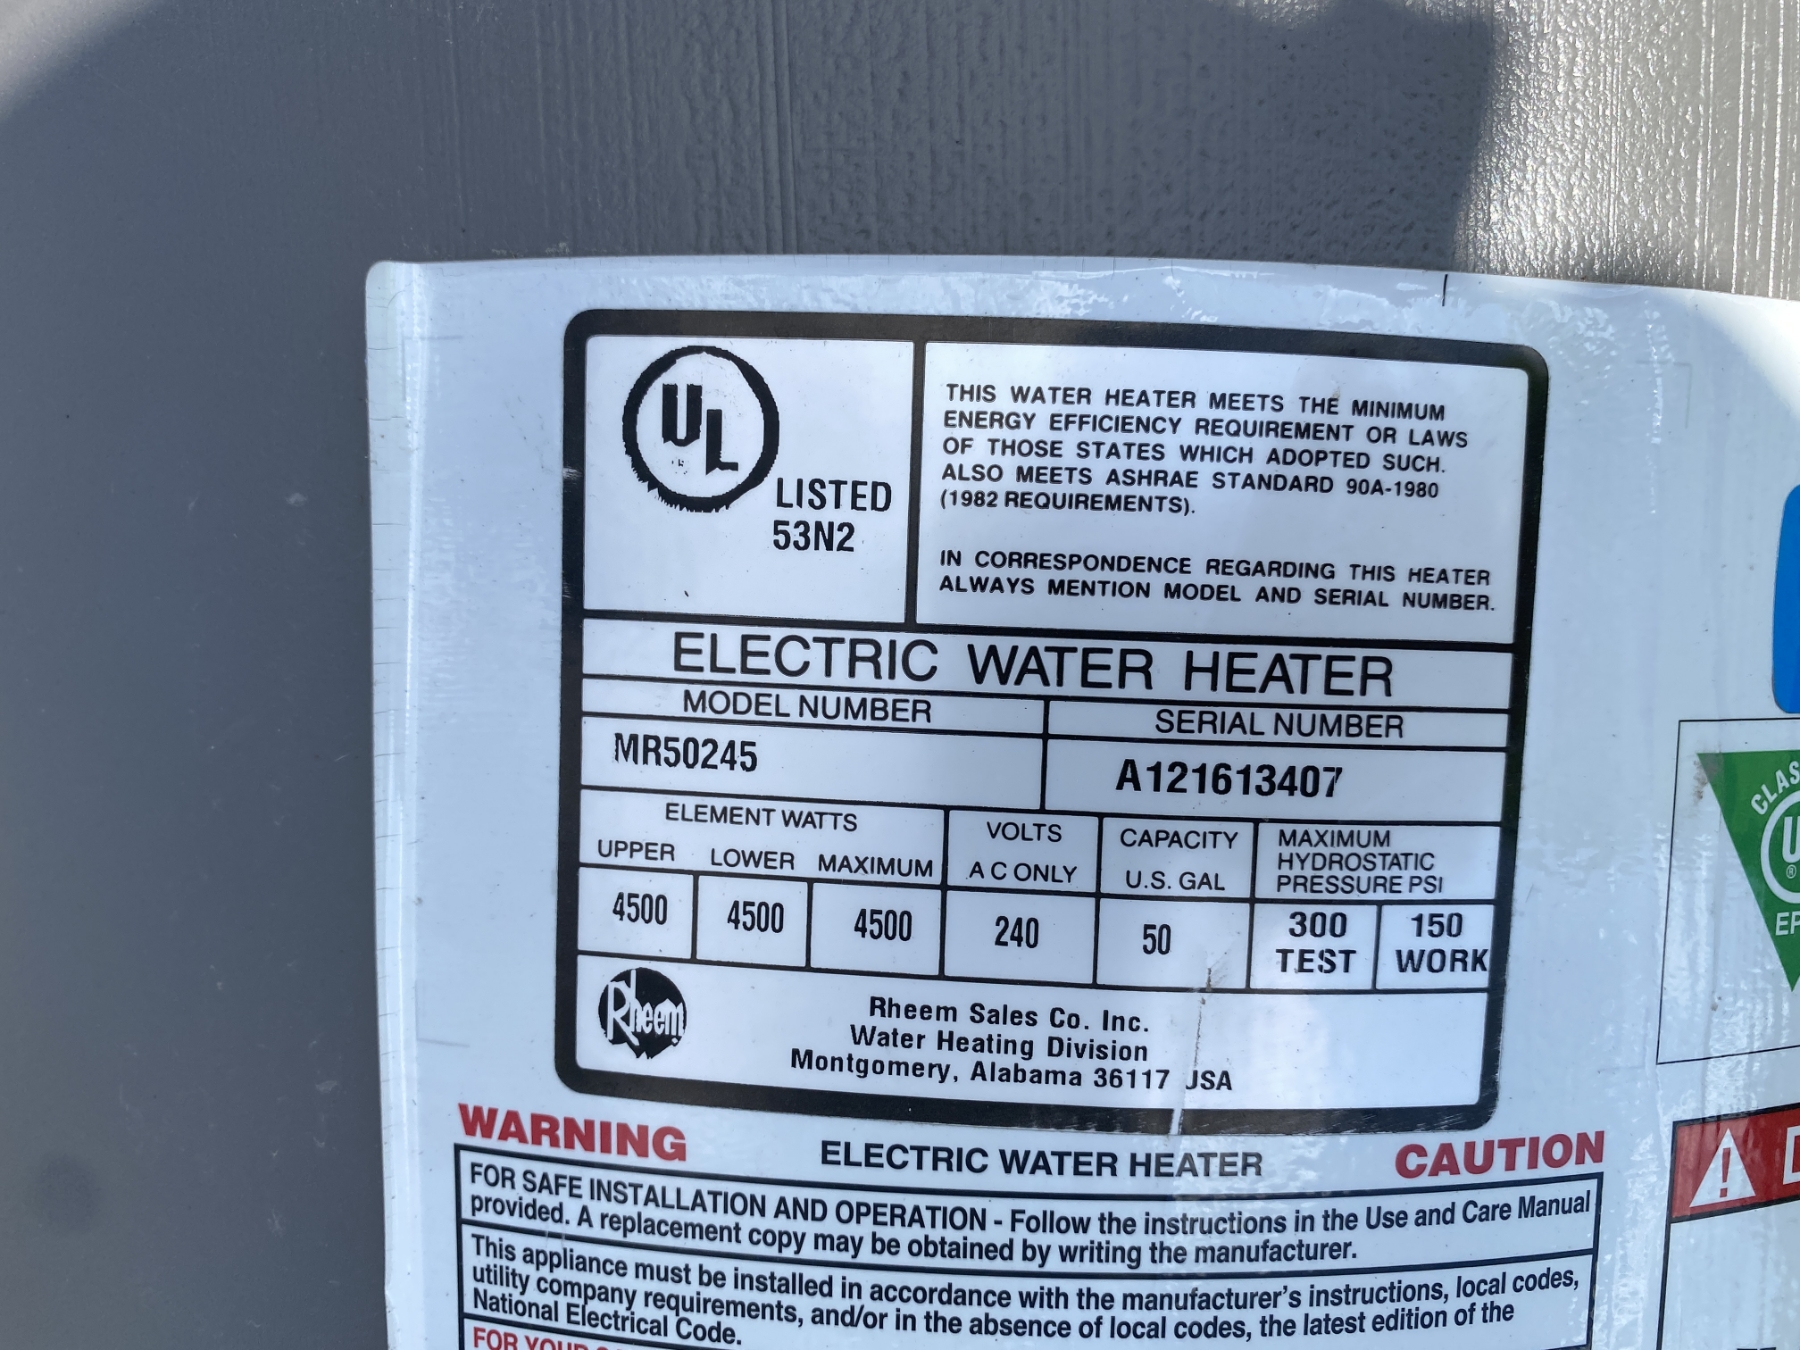 UL
LISTED
53N2
THIS WATER HEATER MEETS THE MINIMUM
ENERGY EFFICIENCY REQUIREMENT OR LAWS
OF THOSE STATES WHICH ADOPTED SUCH.
ALSO MEETS ASHRAE STANDARD 90A-1980
(1982 REQUIREMENTS).
IN CORRESPONDENCE REGARDING THIS HEATER
ALWAYS MENTION MODEL AND SERIAL NUMBER.
ELECTRIC WATER HEATER
MODEL NUMBER
SERIAL NUMBER
MR50245
A121613407
ELEMENT WATTS
UPPER LOWER MAXIMUM
VOLTS
A C ONLY
CAPACITY
U.S. GAL
MAXIMUM
HYDROSTATIC
PRESSURE PSI
4500 4500 4500 240 50
300
TEST
150
WORK
Rheem
Rheem Sales Co. Inc.
Water Heating Division
Montgomery, Alabama 36117 USA
WARNING
ELECTRIC WATER HEATER
CAUTION
FOR SAFE INSTALLATION AND OPERATION - Follow the instructions in the Use and Care Manual
provided. A replacement copy may be obtained by writing the manufacturer.
This appliance must be installed in accordance with the manufacturer's instructions, local codes,
utility company requirements, and/or in the absence of local codes, the latest edition of the
National Electrical Code.
FOR YOUR